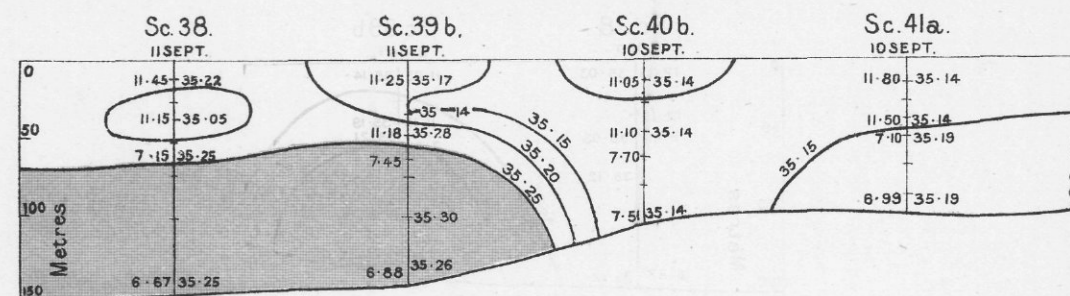 Sc. 38. Sc. 39b. Sc. 40b. Sc. 41a.
11 SEPT. 11 SEPT. 10 SEPT. 10 SEPT.
0
11·45 35·22 11·25 35·17 11·05 35·14 11·80 35·14
35·14
11·15 35·05 11·50 35·14
50 11·18 35·28 35·15 11·10 35·14 7·10 35·19
7·15 35·25 7·45 35·20 7·70 35·15
35·25
100 35·30 7·51 35·14 6·99 35·19
Metres
6·88 35·26
150 6·67 35·25